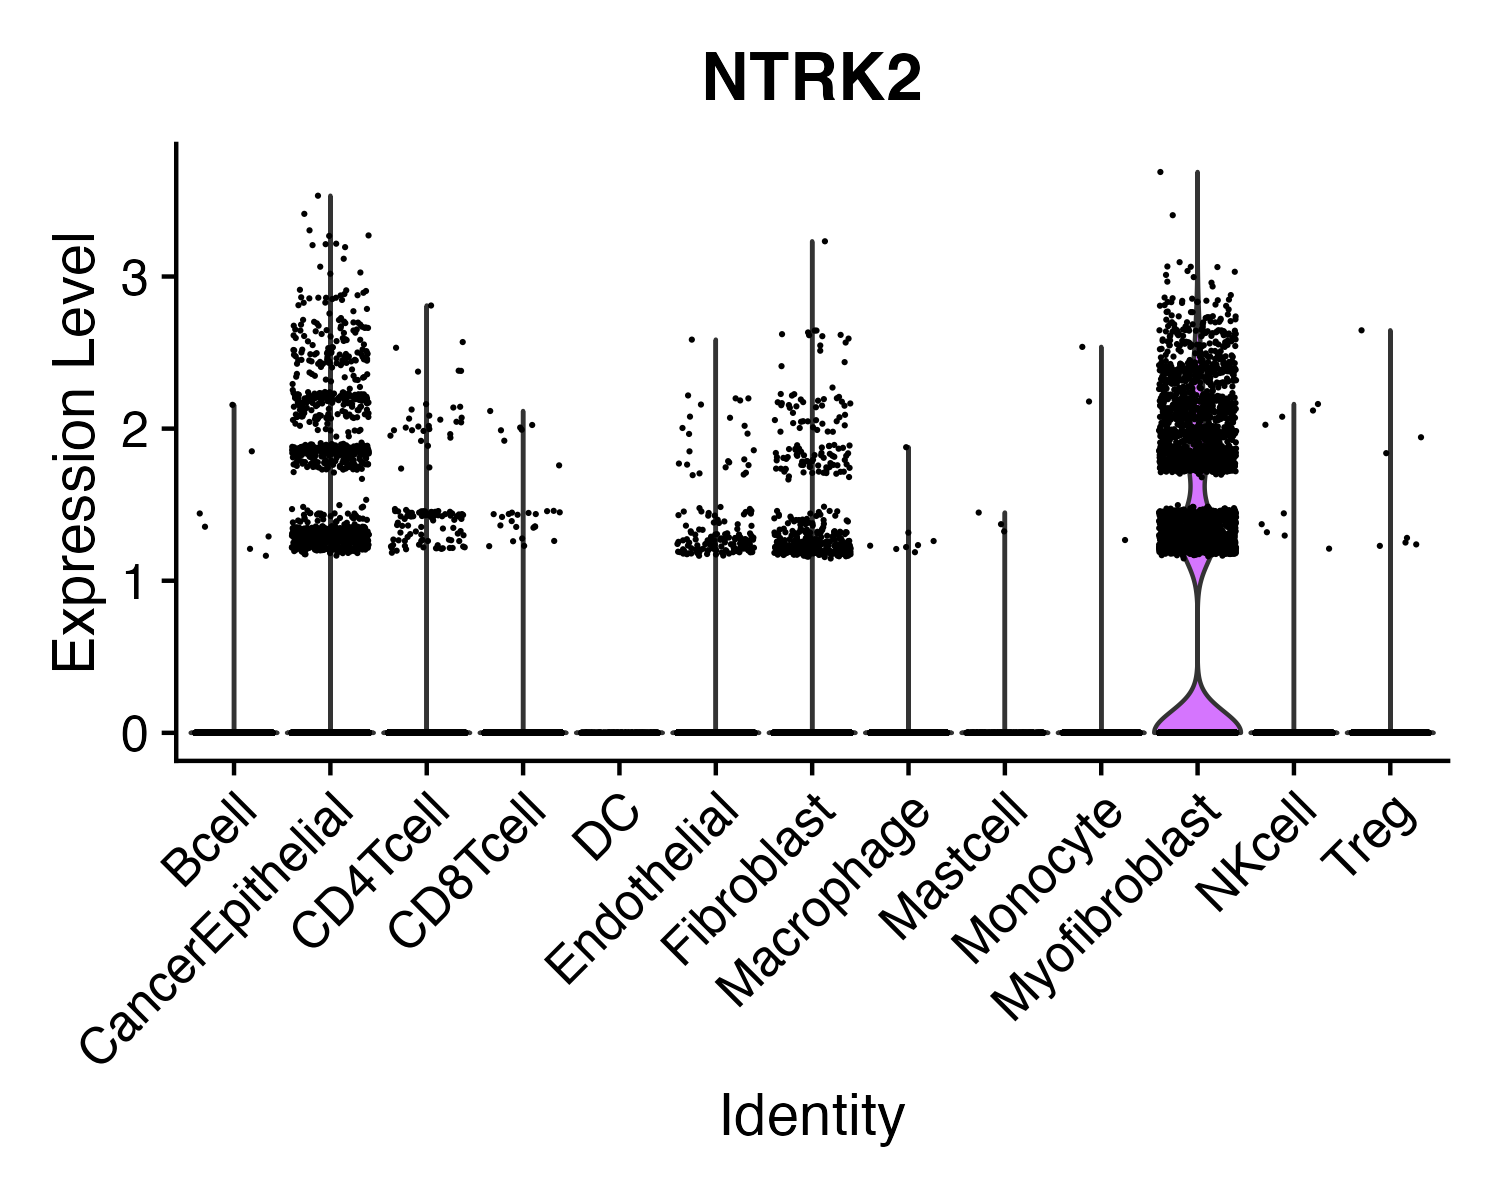 NTRK2
Expression Level
3
2
1
0
Bcell
CancerEpithelial
CD4Tcell
CD8Tcell
DC
Endothelial
Fibroblast
Macrophage
Mastcell
Monocyte
Myofibroblast
NKcell
Treg
Identity